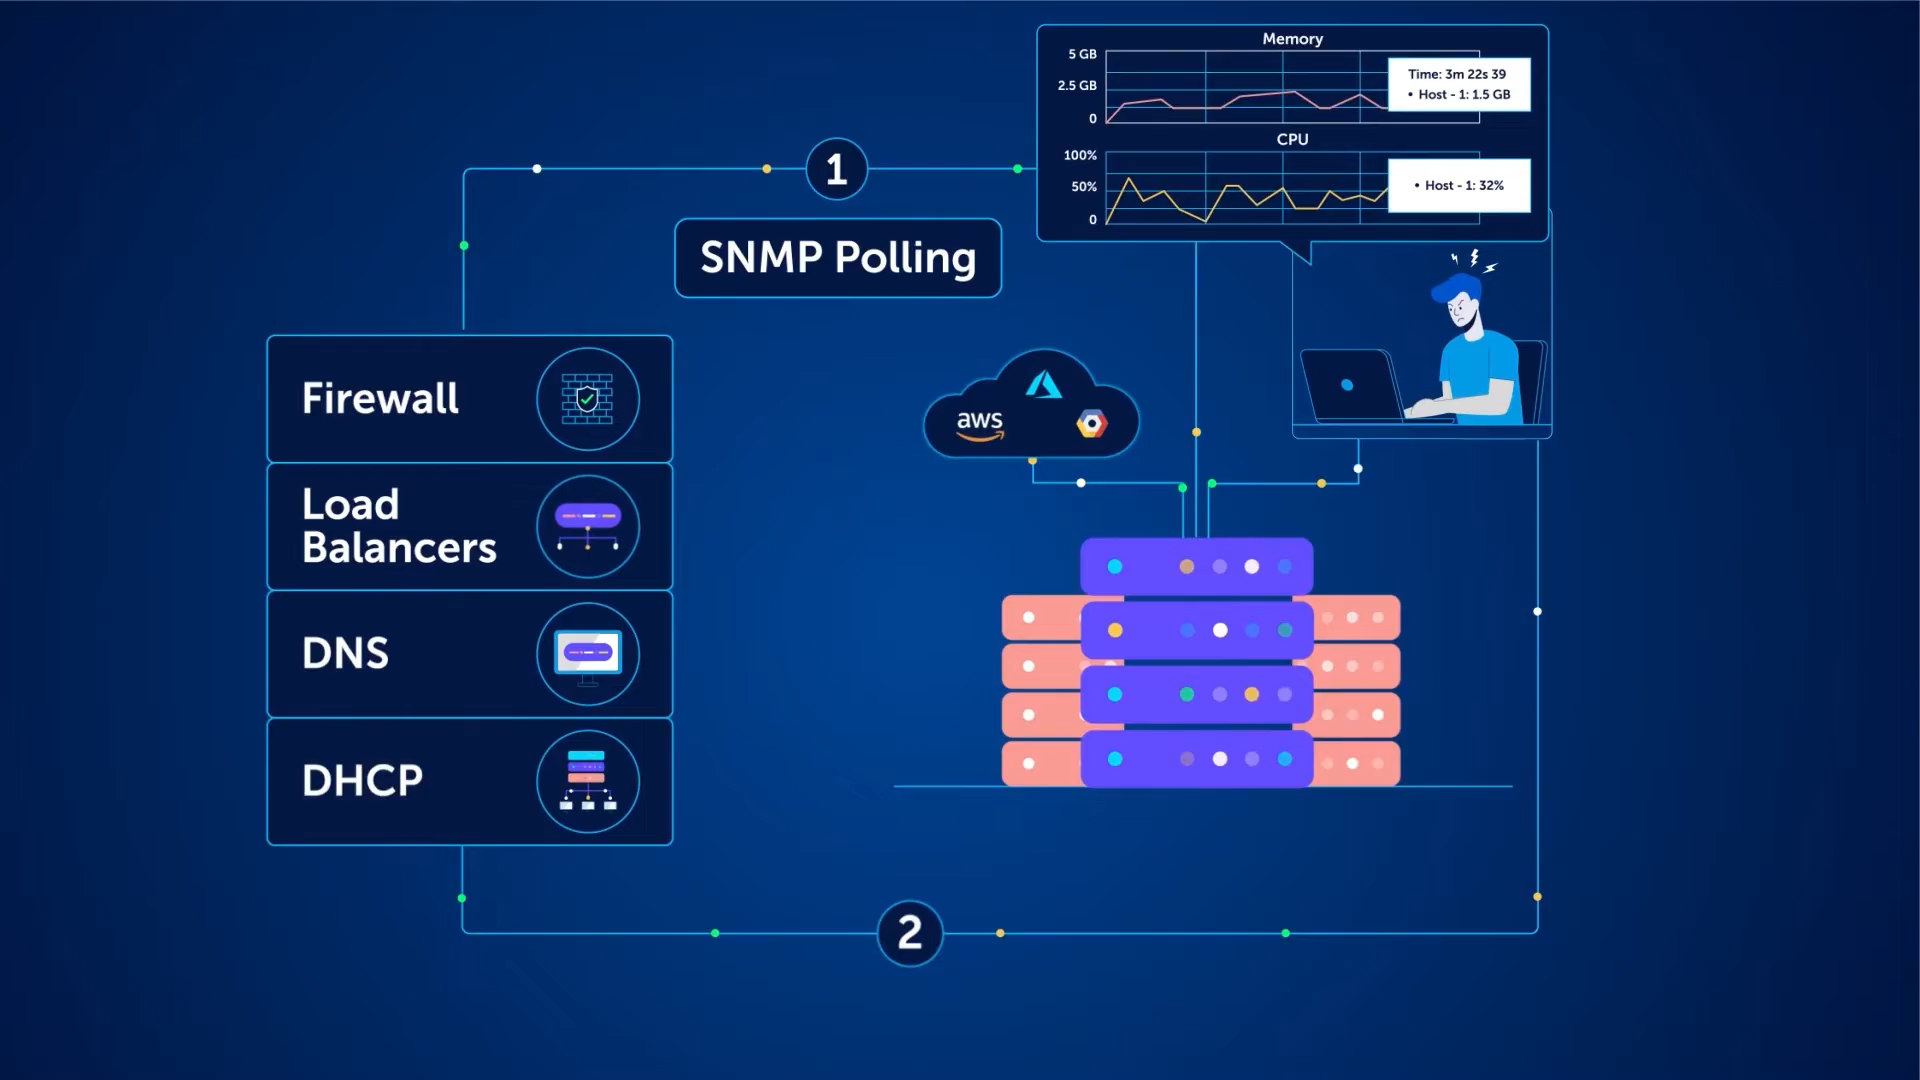 Memory
5 GB
2.5 GB
0
Time: 3m 22s 39
• Host - 1: 1.5 GB
CPU
100%
50%
0
• Host - 1: 32%
1
SNMP Polling
Firewall
Load
Balancers
DNS
DHCP
aws
2